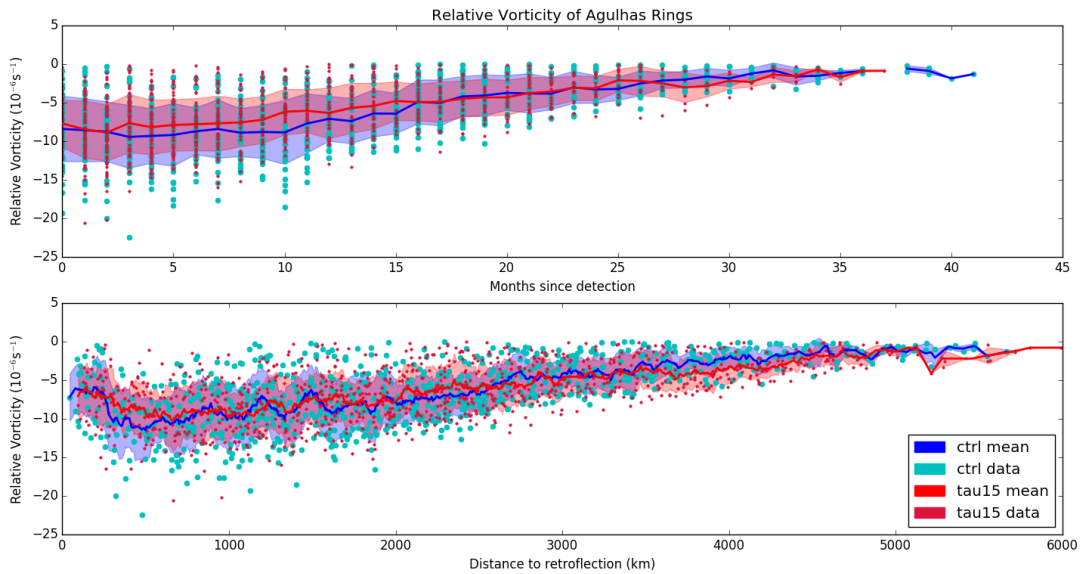 Relative Vorticity of Agulhas Rings
5
0
−5
−10
−15
−20
−25
Relative Vorticity (10⁻⁶s⁻¹)
0 5 10 15 20 25 30 35 40 45
Months since detection
5
0
−5
−10
−15
−20
−25
Relative Vorticity (10⁻⁶s⁻¹)
ctrl mean
ctrl data
tau15 mean
tau15 data
0 1000 2000 3000 4000 5000 6000
Distance to retroflection (km)